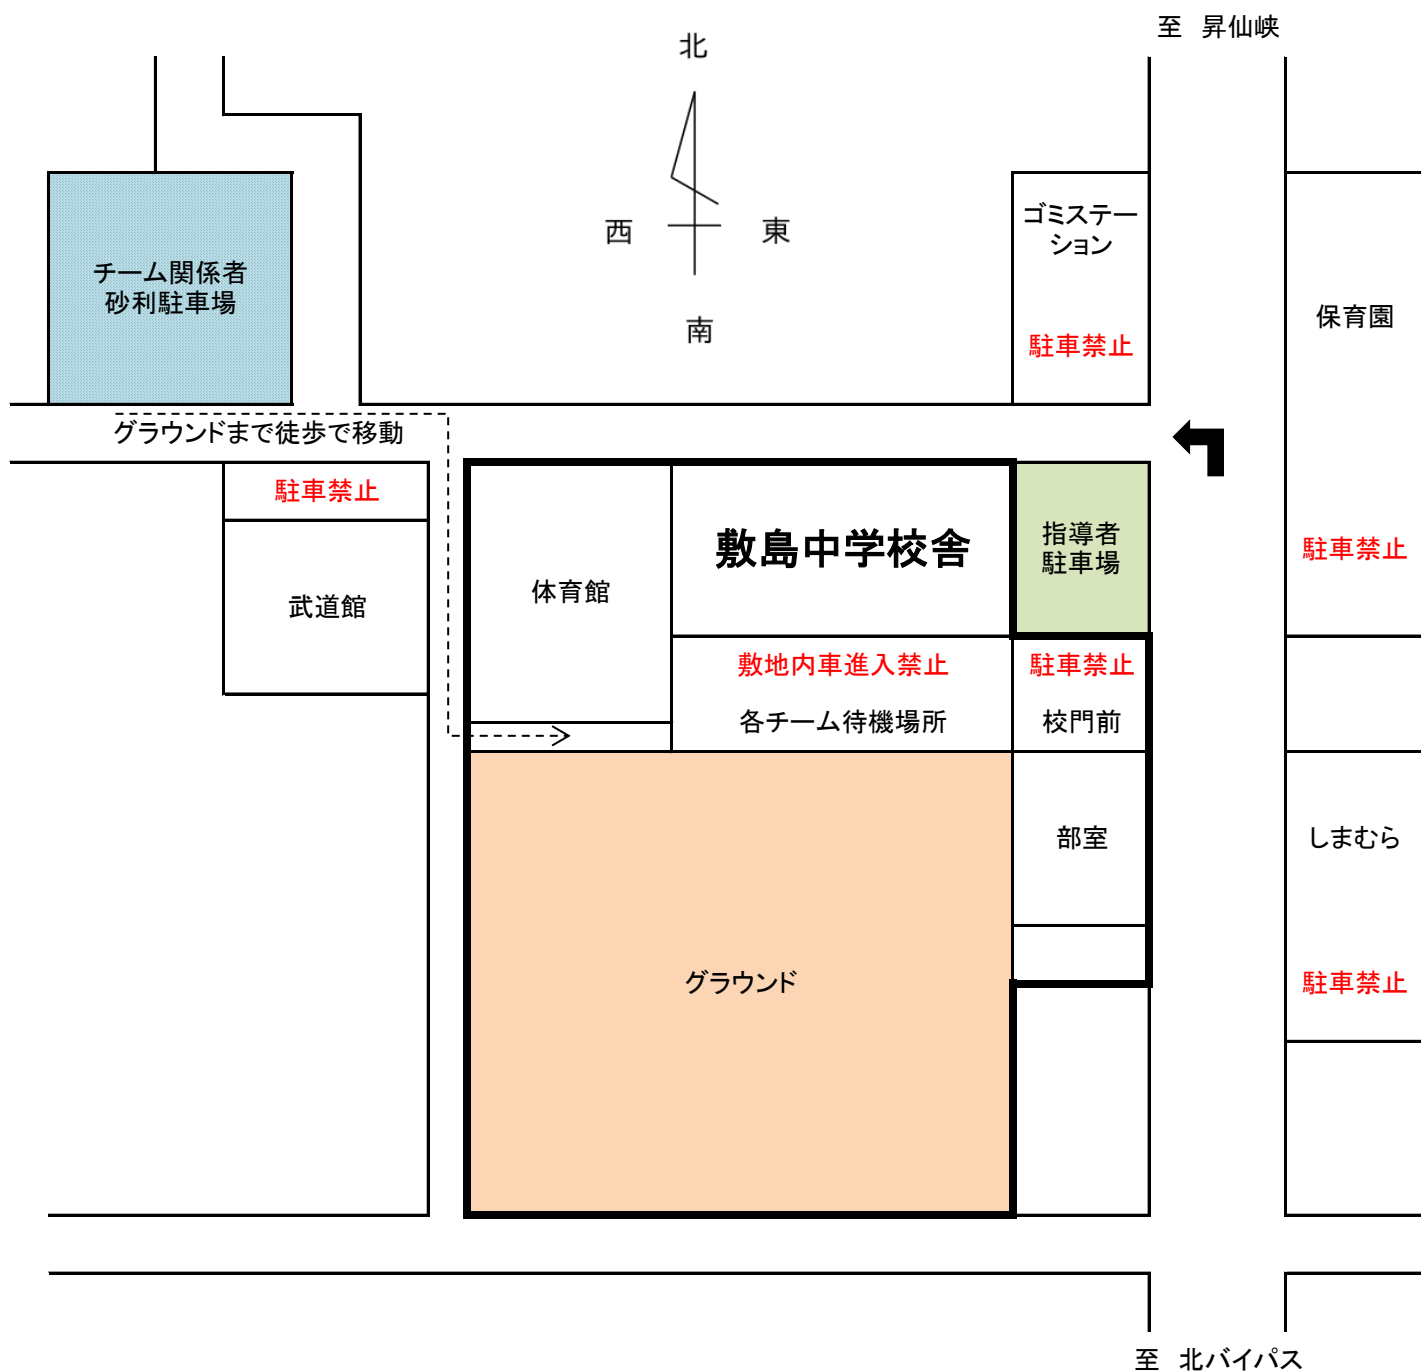 至　昇仙峡
北
西
東
南
チーム関係者
砂利駐車場
ゴミステー
ション
駐車禁止
保育園
グラウンドまで徒歩で移動
駐車禁止
武道館
体育館
敷島中学校舎
指導者
駐車場
駐車禁止
敷地内車進入禁止
各チーム待機場所
駐車禁止
校門前
部室
しまむら
グラウンド
駐車禁止
至　北バイパス